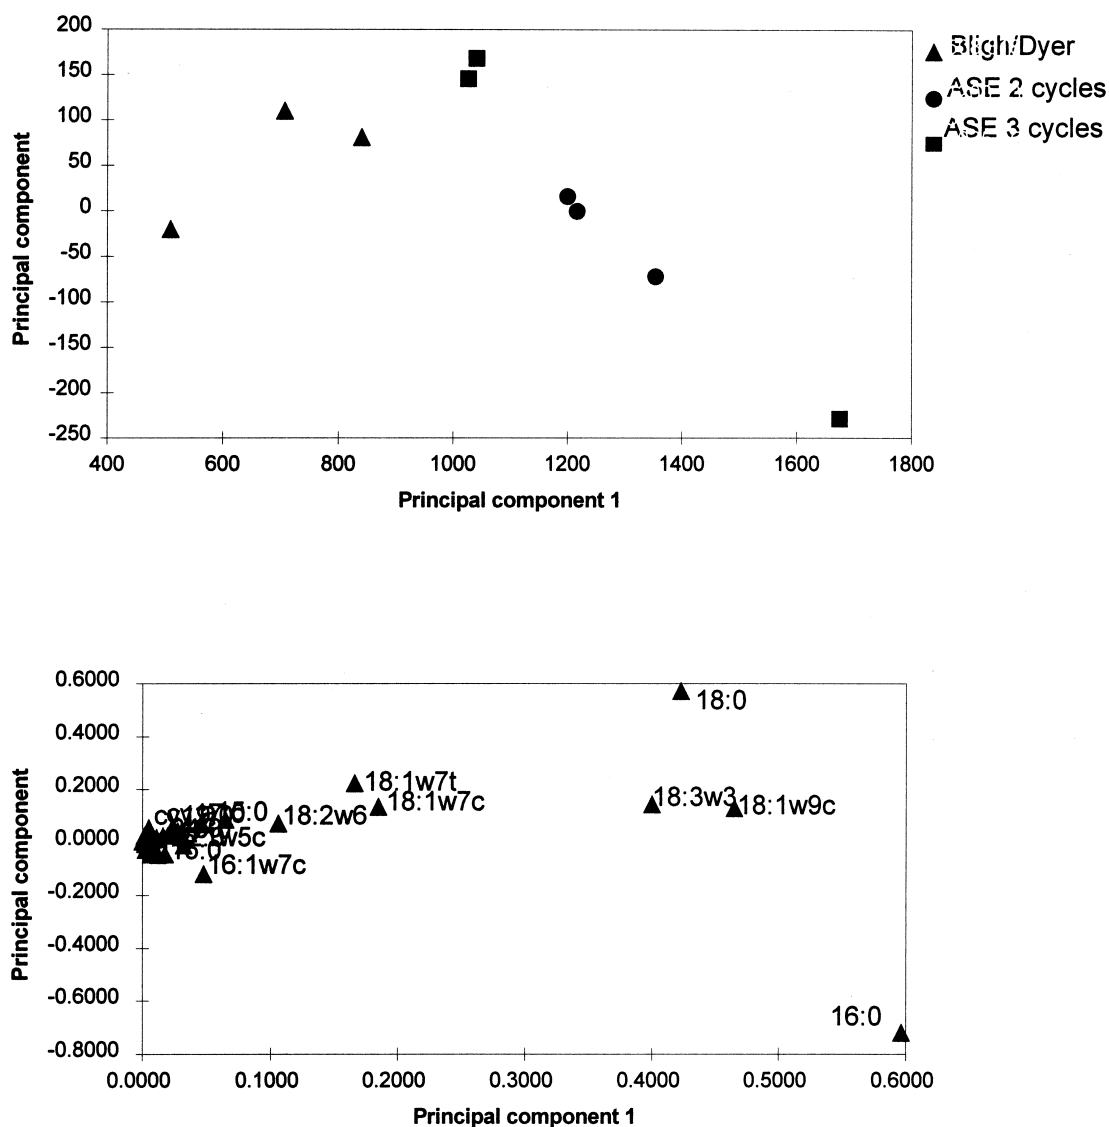 200
150
100
50
0
-50
-100
-150
-200
-250
Principal component
400 600 800 1000 1200 1400 1600 1800
Principal component 1
Bligh/Dyer
ASE 2 cycles
ASE 3 cycles
0.6000
0.4000
0.2000
0.0000
-0.2000
-0.4000
-0.6000
-0.8000
Principal component
18:0
18:1w7t
18:1w7c
18:3w3
18:1w9c
18:2w6
15:0
16:1w7c
16:0
0.0000 0.1000 0.2000 0.3000 0.4000 0.5000 0.6000
Principal component 1